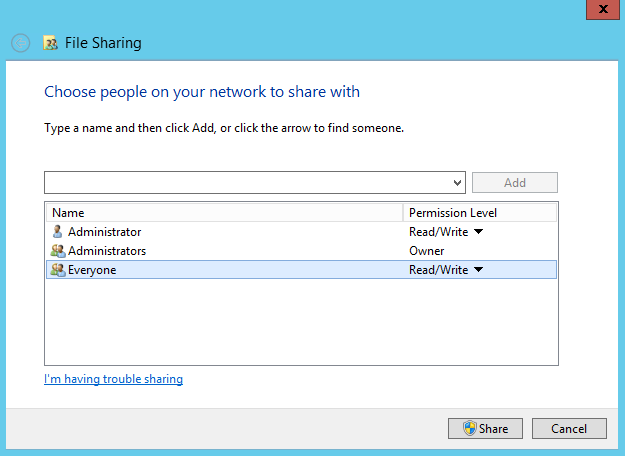 File Sharing
Choose people on your network to share with
Type a name and then click Add, or click the arrow to find someone.
Add
Name Permission Level
Administrator Read/Write
Administrators Owner
Everyone Read/Write
I'm having trouble sharing
Share Cancel